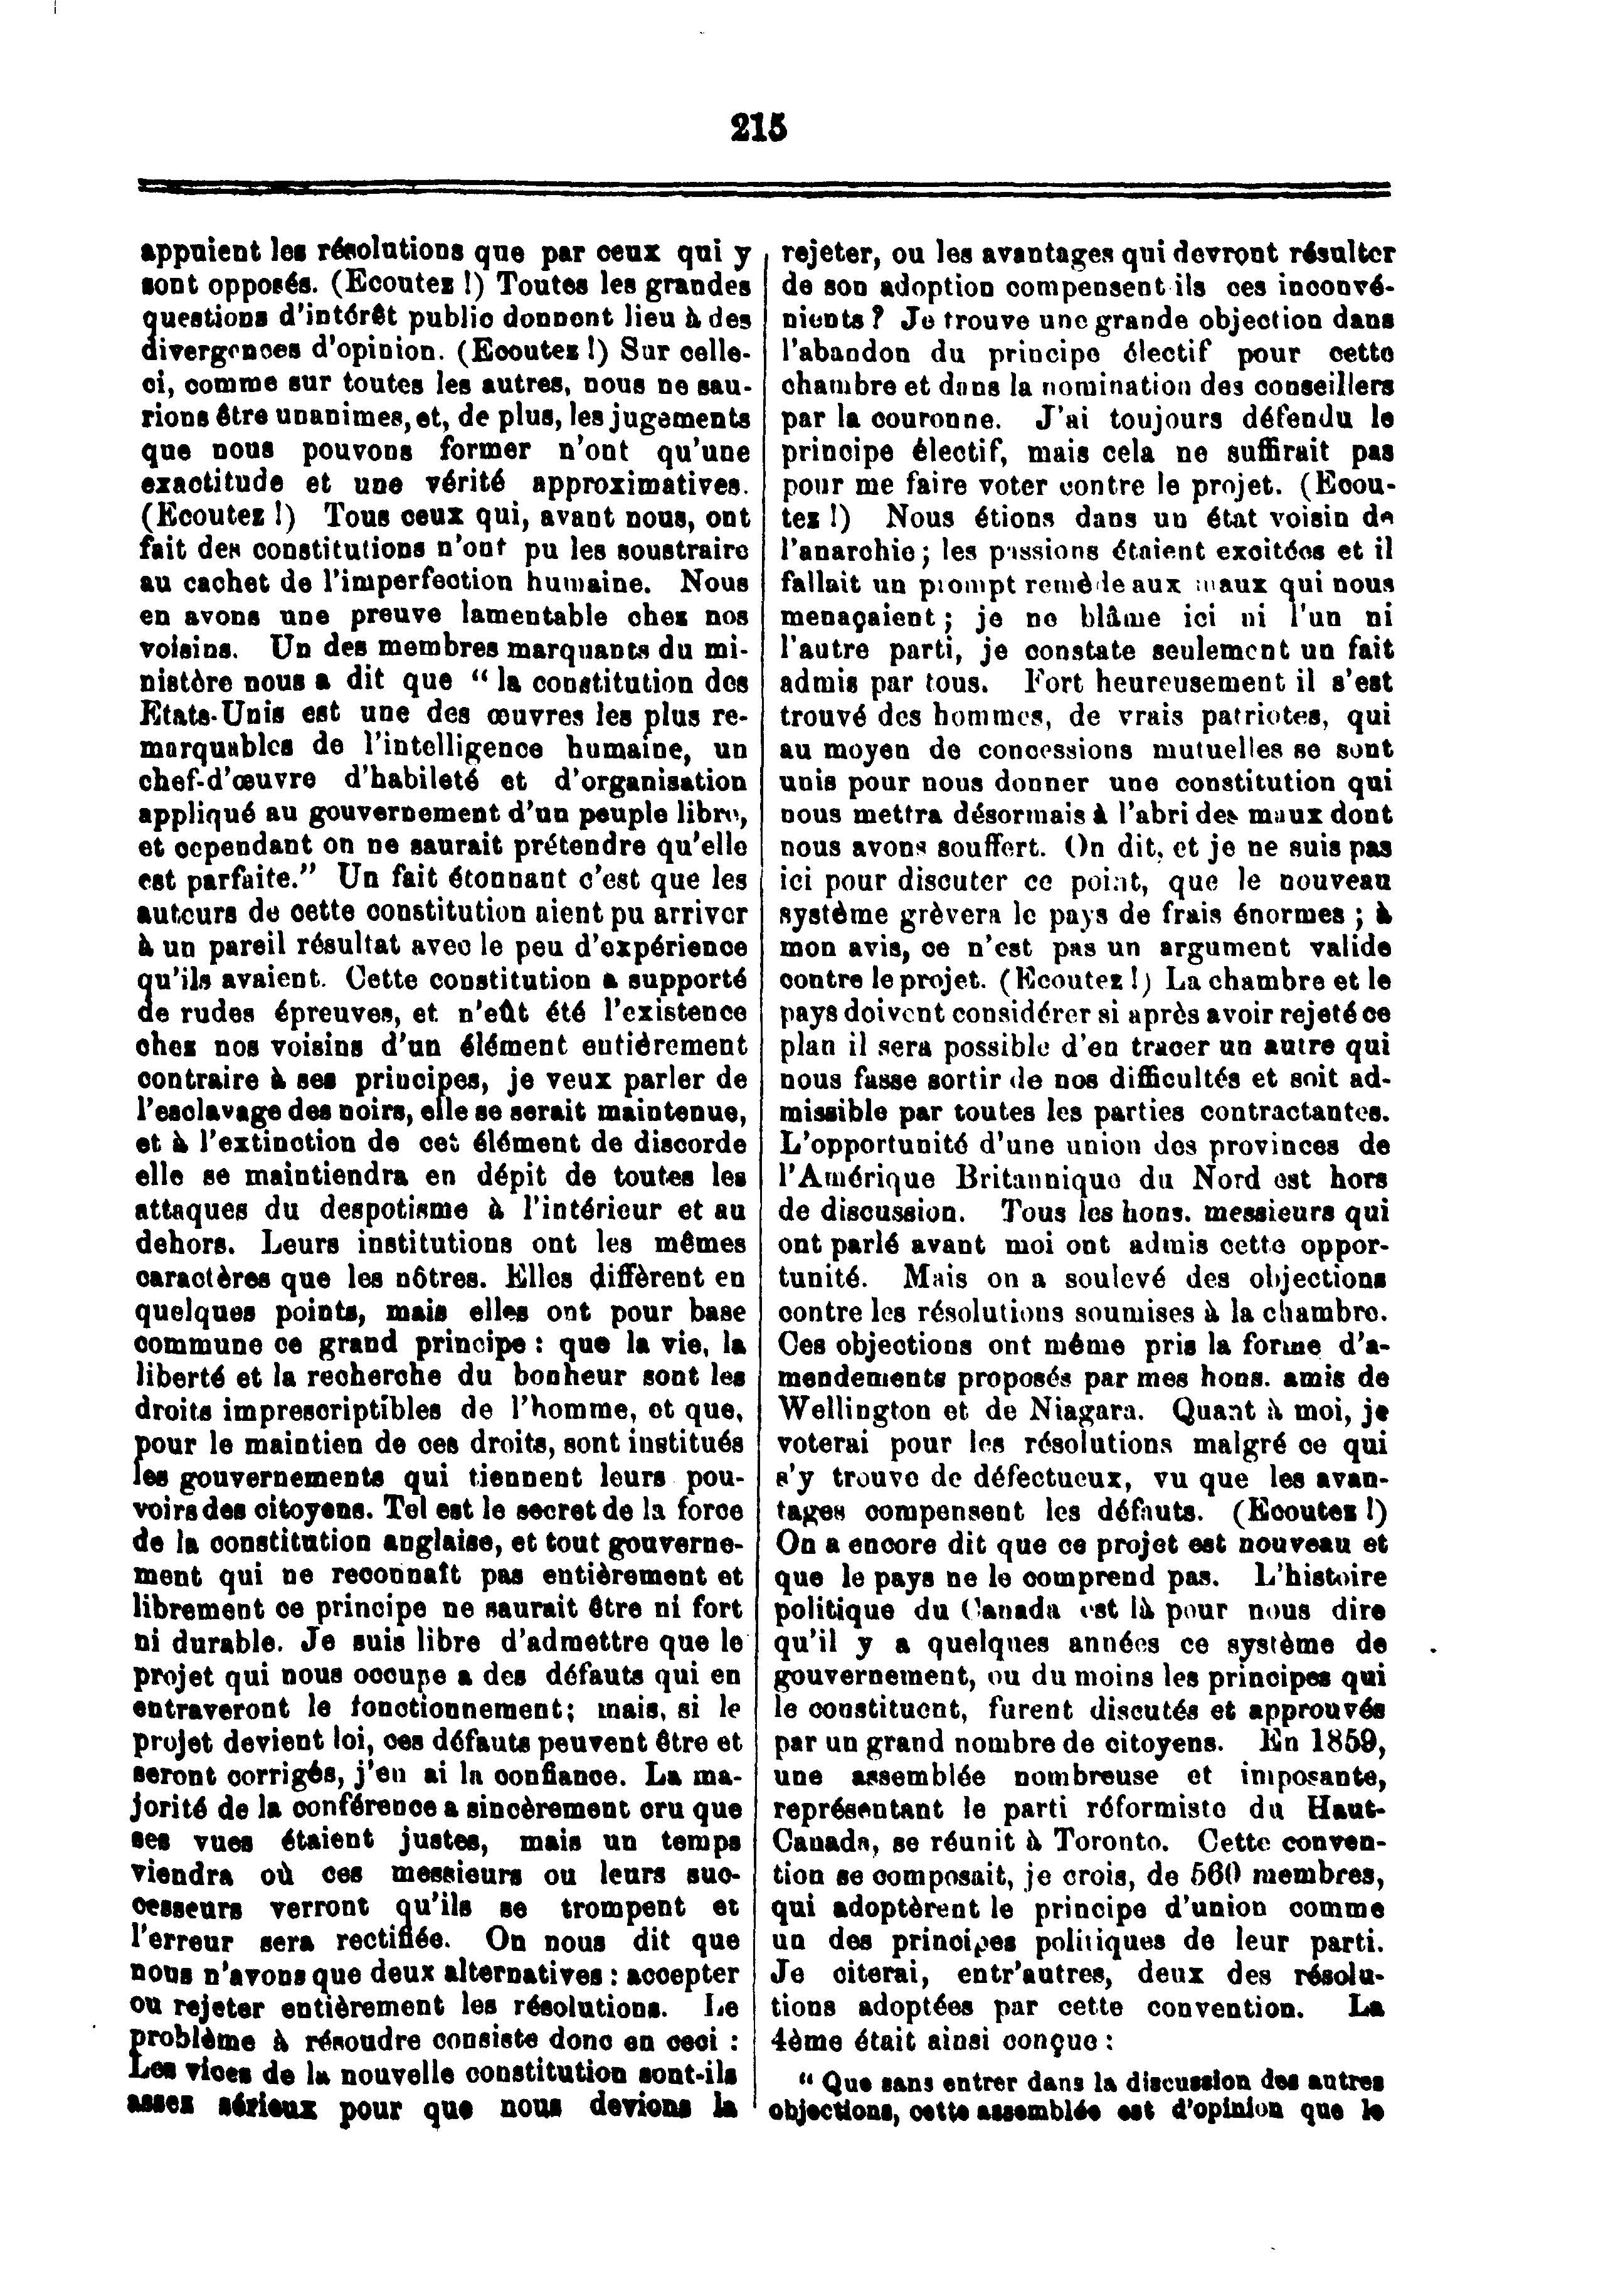 215
appuient les résolutions que par ceux qui y
sont opposés. (Ecoutez !) Toutes les grandes
questions d'intérêt public donnent lieu à des
divergences d'opinion. (Ecoutez !) Sur celle-
ci, comme sur toutes les autres, nous ne sau-
rions être unanimes, et, de plus, les jugements
que nous pouvons former n'ont qu'une
exactitude et une vérité approximatives.
(Ecoutez !) Tous ceux qui, avant nous, ont
fait des constitutions n'ont pu les soustraire
au cachet de l'imperfection humaine. Nous
en avons une preuve lamentable chez nos
voisins. Un des membres marquants du mi-
nistère nous a dit que “ la constitution des
Etats-Unis est une des œuvres les plus re-
marquables de l'intelligence humaine, un
chef-d'œuvre d'habileté et d'organisation
appliqué au gouvernement d'un peuple libre,
et cependant on ne saurait prétendre qu'elle
est parfaite.” Un fait étonnant c'est que les
auteurs de cette constitution aient pu arriver
à un pareil résultat avec le peu d'expérience
qu'ils avaient. Cette constitution a supporté
de rudes épreuves, et n'eût été l'existence
chez nos voisins d'un élément entièrement
contraire à ses principes, je veux parler de
l'esclavage des noirs, elle se serait maintenue,
et à l'extinction de cet élément de discorde
elle se maintiendra en dépit de toutes les
attaques du despotisme à l'intérieur et au
dehors. Leurs institutions ont les mêmes
caractères que les nôtres. Elles diffèrent en
quelques points, mais elles ont pour base
commune ce grand principe : que la vie, la
liberté et la recherche du bonheur sont les
droits imprescriptibles de l'homme, et que,
pour le maintien de ces droits, sont institués
les gouvernements qui tiennent leurs pou-
voirs des citoyens. Tel est le secret de la force
de la constitution anglaise, et tout gouverne-
ment qui ne reconnaît pas entièrement et
librement ce principe ne saurait être ni fort
ni durable. Je suis libre d'admettre que le
projet qui nous occupe a des défauts qui en
entraveront le fonctionnement; mais, si le
projet devient loi, ces défauts peuvent être et
seront corrigés, j'en ai la confiance. La ma-
jorité de la conférence a sincèrement cru que
ses vues étaient justes, mais un temps
viendra où ces messieurs ou leurs suc-
cesseurs verront qu'ils se trompent et
l'erreur sera rectifiée. On nous dit que
nous n'avons que deux alternatives : accepter
ou rejeter entièrement les résolutions. Le
problème à résoudre consiste donc en ceci :
Les vices de la nouvelle constitution sont-ils
assez sérieux pour que nous devions la
rejeter, ou les avantages qui devront résulter
de son adoption compensent ils ces inconvé-
nients ? Je trouve une grande objection dans
l'abandon du principe électif pour cette
chambre et dans la nomination des conseillers
par la couronne. J'ai toujours défendu le
principe électif, mais cela ne suffirait pas
pour me faire voter contre le projet. (Ecou-
tez !) Nous étions dans un état voisin de
l'anarchie ; les passions étaient excitées et il
fallait un prompt remède aux maux qui nous
menaçaient ; je ne blâme ici ni l'un ni
l'autre parti, je constate seulement un fait
admis par tous. Fort heureusement il s'est
trouvé des hommes, de vrais patriotes, qui
au moyen de concessions mutuelles se sont
unis pour nous donner une constitution qui
nous mettra désormais à l'abri des maux dont
nous avons souffert. On dit, et je ne suis pas
ici pour discuter ce point, que le nouveau
système grèvera le pays de frais énormes ; à
mon avis, ce n'est pas un argument valide
contre le projet. (Ecoutez !) La chambre et le
pays doivent considérer si après avoir rejeté ce
plan il sera possible d'en tracer un autre qui
nous fasse sortir de nos difficultés et soit ad-
missible par toutes les parties contractantes.
L'opportunité d'une union des provinces de
l'Amérique Britannique du Nord est hors
de discussion. Tous les hons. messieurs qui
ont parlé avant moi ont admis cette oppor-
tunité. Mais on a soulevé des objections
contre les résolutions soumises à la chambre.
Ces objections ont même pris la forme d'a-
mendements proposés par mes hons. amis de
Wellington et de Niagara. Quant à moi, je
voterai pour les résolutions malgré ce qui
s'y trouve de défectueux, vu que les avan-
tages compensent les défauts. (Ecoutez !)
On a encore dit que ce projet est nouveau et
que le pays ne le comprend pas. L'histoire
politique du Canada est là pour nous dire
qu'il y a quelques années ce système de
gouvernement, ou du moins les principes qui
le constituent, furent discutés et approuvés
par un grand nombre de citoyens. En 1859,
une assemblée nombreuse et imposante,
représentant le parti réformiste du Haut-
Canada, se réunit à Toronto. Cette conven-
tion se composait, je crois, de 560 membres,
qui adoptèrent le principe d'union comme
un des principes politiques de leur parti.
Je citerai, entr'autres, deux des résolu-
tions adoptées par cette convention. La
4ème était ainsi conçue :
“ Que sans entrer dans la discussion des autres
objections, cette assemblée est d'opinion que le